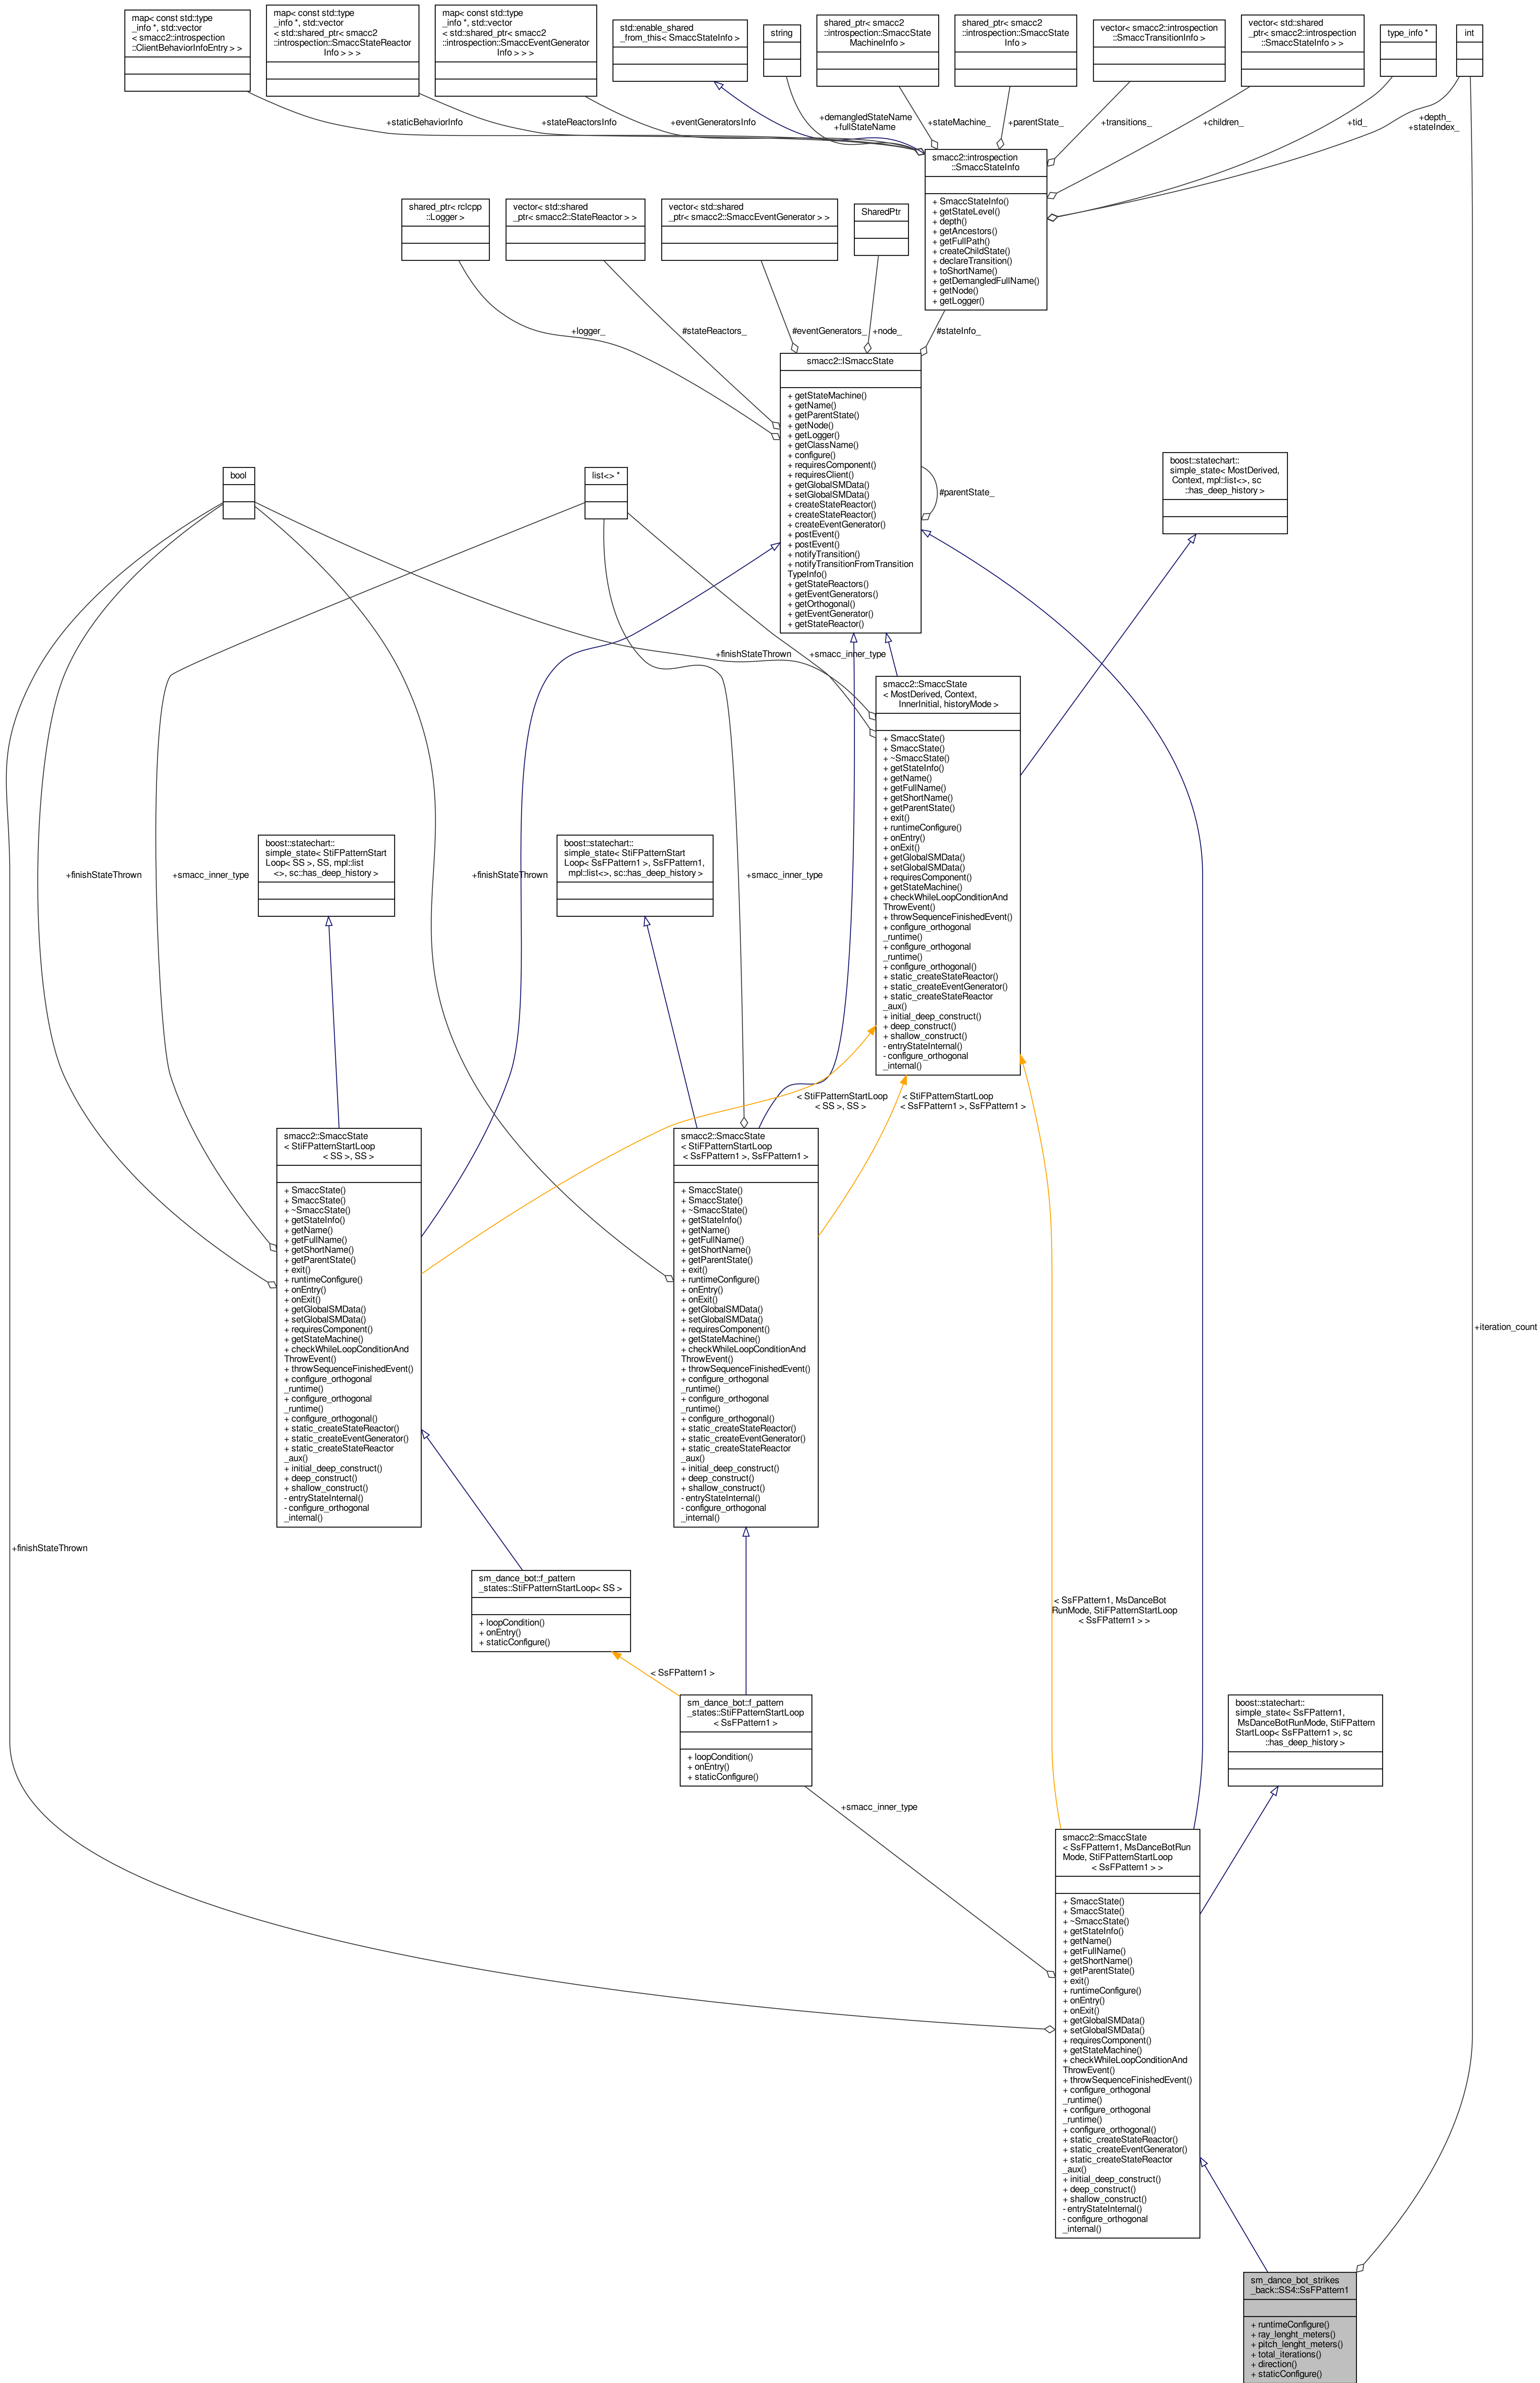 map< const std::type
_info *, std::vector
< smacc2::introspection
::ClientBehaviorInfoEntry > >
map< const std::type
_info *, std::vector
< std::shared_ptr< smacc2
::introspection::SmaccStateReactor
Info > > >
map< const std::type
_info *, std::vector
< std::shared_ptr< smacc2
::introspection::SmaccEventGenerator
Info > > >
std::enable_shared
_from_this< SmaccStateInfo >
string
shared_ptr< smacc2
::introspection::SmaccState
MachineInfo >
shared_ptr< smacc2
::introspection::SmaccState
Info >
vector< smacc2::introspection
::SmaccTransitionInfo >
vector< std::shared
_ptr< smacc2::introspection
::SmaccStateInfo > >
type_info *
int
+staticBehaviorInfo
+stateReactorsInfo
+eventGeneratorsInfo
+demangledStateName
+fullStateName
+stateMachine_
+parentState_
+transitions_
+children_
+tid_
+depth_
+stateIndex_
smacc2::introspection
::SmaccStateInfo
+ SmaccStateInfo()
+ getStateLevel()
+ depth()
+ getAncestors()
+ getFullPath()
+ createChildState()
+ declareTransition()
+ toShortName()
+ getDemangledFullName()
+ getNode()
+ getLogger()
shared_ptr< rclcpp
::Logger >
vector< std::shared
_ptr< smacc2::StateReactor > >
vector< std::shared
_ptr< smacc2::SmaccEventGenerator > >
SharedPtr
+logger_
#stateReactors_
#eventGenerators_
+node_
#stateInfo_
smacc2::ISmaccState
+ getStateMachine()
+ getName()
+ getParentState()
+ getNode()
+ getLogger()
+ getClassName()
+ configure()
+ requiresComponent()
+ requiresClient()
+ getGlobalSMData()
+ setGlobalSMData()
+ createStateReactor()
+ createStateReactor()
+ createEventGenerator()
+ postEvent()
+ postEvent()
+ notifyTransition()
+ notifyTransitionFromTransition
TypeInfo()
+ getStateReactors()
+ getEventGenerators()
+ getOrthogonal()
+ getEventGenerator()
+ getStateReactor()
#parentState_
bool
list<> *
boost::statechart::
simple_state< MostDerived,
Context, mpl::list<>, sc
::has_deep_history >
+finishStateThrown
+smacc_inner_type
smacc2::SmaccState
< MostDerived, Context,
InnerInitial, historyMode >
+ SmaccState()
+ SmaccState()
+ ~SmaccState()
+ getStateInfo()
+ getName()
+ getFullName()
+ getShortName()
+ getParentState()
+ exit()
+ runtimeConfigure()
+ onEntry()
+ onExit()
+ getGlobalSMData()
+ setGlobalSMData()
+ requiresComponent()
+ getStateMachine()
+ checkWhileLoopConditionAnd
ThrowEvent()
+ throwSequenceFinishedEvent()
+ configure_orthogonal
_runtime()
+ configure_orthogonal
_runtime()
+ configure_orthogonal()
+ static_createStateReactor()
+ static_createEventGenerator()
+ static_createStateReactor
_aux()
+ initial_deep_construct()
+ deep_construct()
+ shallow_construct()
- entryStateInternal()
- configure_orthogonal
_internal()
boost::statechart::
simple_state< StiFPatternStart
Loop< SS >, SS, mpl::list
<>, sc::has_deep_history >
boost::statechart::
simple_state< StiFPatternStart
Loop< SsFPattern1 >, SsFPattern1,
mpl::list<>, sc::has_deep_history >
+finishStateThrown
+smacc_inner_type
+finishStateThrown
+smacc_inner_type
< StiFPatternStartLoop
< SS >, SS >
< StiFPatternStartLoop
< SsFPattern1 >, SsFPattern1 >
smacc2::SmaccState
< StiFPatternStartLoop
< SS >, SS >
+ SmaccState()
+ SmaccState()
+ ~SmaccState()
+ getStateInfo()
+ getName()
+ getFullName()
+ getShortName()
+ getParentState()
+ exit()
+ runtimeConfigure()
+ onEntry()
+ onExit()
+ getGlobalSMData()
+ setGlobalSMData()
+ requiresComponent()
+ getStateMachine()
+ checkWhileLoopConditionAnd
ThrowEvent()
+ throwSequenceFinishedEvent()
+ configure_orthogonal
_runtime()
+ configure_orthogonal
_runtime()
+ configure_orthogonal()
+ static_createStateReactor()
+ static_createEventGenerator()
+ static_createStateReactor
_aux()
+ initial_deep_construct()
+ deep_construct()
+ shallow_construct()
- entryStateInternal()
- configure_orthogonal
_internal()
smacc2::SmaccState
< StiFPatternStartLoop
< SsFPattern1 >, SsFPattern1 >
+ SmaccState()
+ SmaccState()
+ ~SmaccState()
+ getStateInfo()
+ getName()
+ getFullName()
+ getShortName()
+ getParentState()
+ exit()
+ runtimeConfigure()
+ onEntry()
+ onExit()
+ getGlobalSMData()
+ setGlobalSMData()
+ requiresComponent()
+ getStateMachine()
+ checkWhileLoopConditionAnd
ThrowEvent()
+ throwSequenceFinishedEvent()
+ configure_orthogonal
_runtime()
+ configure_orthogonal
_runtime()
+ configure_orthogonal()
+ static_createStateReactor()
+ static_createEventGenerator()
+ static_createStateReactor
_aux()
+ initial_deep_construct()
+ deep_construct()
+ shallow_construct()
- entryStateInternal()
- configure_orthogonal
_internal()
+iteration_count
+finishStateThrown
sm_dance_bot::f_pattern
_states::StiFPatternStartLoop< SS >
+ loopCondition()
+ onEntry()
+ staticConfigure()
< SsFPattern1, MsDanceBot
RunMode, StiFPatternStartLoop
< SsFPattern1 > >
< SsFPattern1 >
sm_dance_bot::f_pattern
_states::StiFPatternStartLoop
< SsFPattern1 >
+ loopCondition()
+ onEntry()
+ staticConfigure()
boost::statechart::
simple_state< SsFPattern1,
MsDanceBotRunMode, StiFPattern
StartLoop< SsFPattern1 >, sc
::has_deep_history >
+smacc_inner_type
smacc2::SmaccState
< SsFPattern1, MsDanceBotRun
Mode, StiFPatternStartLoop
< SsFPattern1 > >
+ SmaccState()
+ SmaccState()
+ ~SmaccState()
+ getStateInfo()
+ getName()
+ getFullName()
+ getShortName()
+ getParentState()
+ exit()
+ runtimeConfigure()
+ onEntry()
+ onExit()
+ getGlobalSMData()
+ setGlobalSMData()
+ requiresComponent()
+ getStateMachine()
+ checkWhileLoopConditionAnd
ThrowEvent()
+ throwSequenceFinishedEvent()
+ configure_orthogonal
_runtime()
+ configure_orthogonal
_runtime()
+ configure_orthogonal()
+ static_createStateReactor()
+ static_createEventGenerator()
+ static_createStateReactor
_aux()
+ initial_deep_construct()
+ deep_construct()
+ shallow_construct()
- entryStateInternal()
- configure_orthogonal
_internal()
sm_dance_bot_strikes
_back::SS4::SsFPattern1
+ runtimeConfigure()
+ ray_lenght_meters()
+ pitch_lenght_meters()
+ total_iterations()
+ direction()
+ staticConfigure()